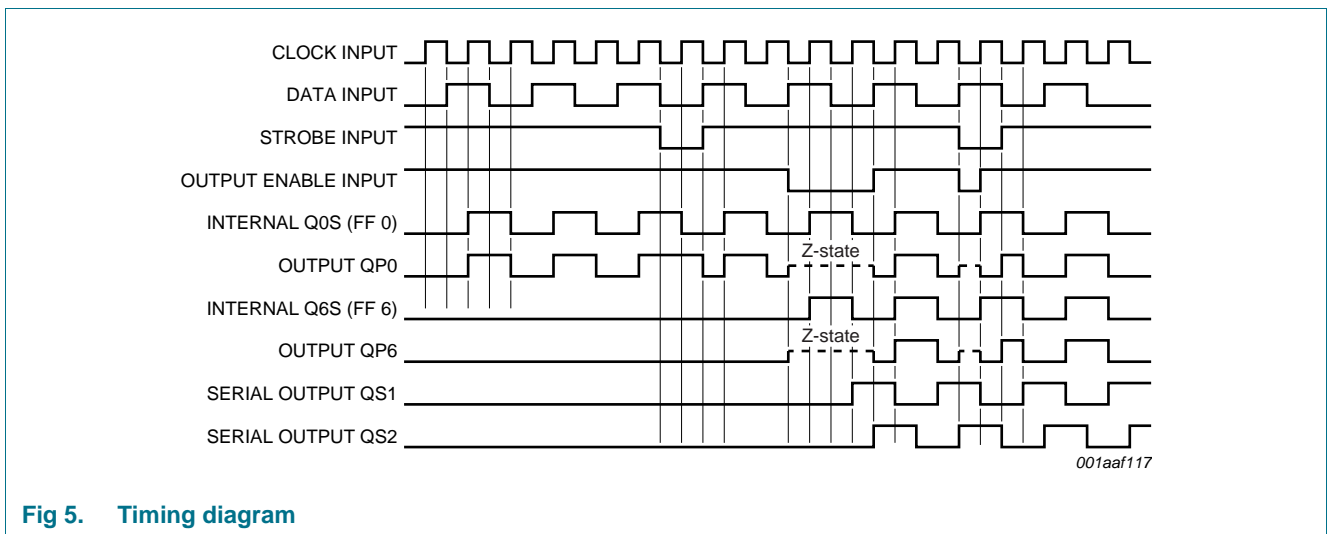 CLOCK INPUT
DATA INPUT
STROBE INPUT
OUTPUT ENABLE INPUT
INTERNAL Q0S (FF 0)
Z-state
OUTPUT QP0
INTERNAL Q6S (FF 6)
Z-state
OUTPUT QP6
SERIAL OUTPUT QS1
SERIAL OUTPUT QS2
001aaf117
Fig 5. Timing diagram